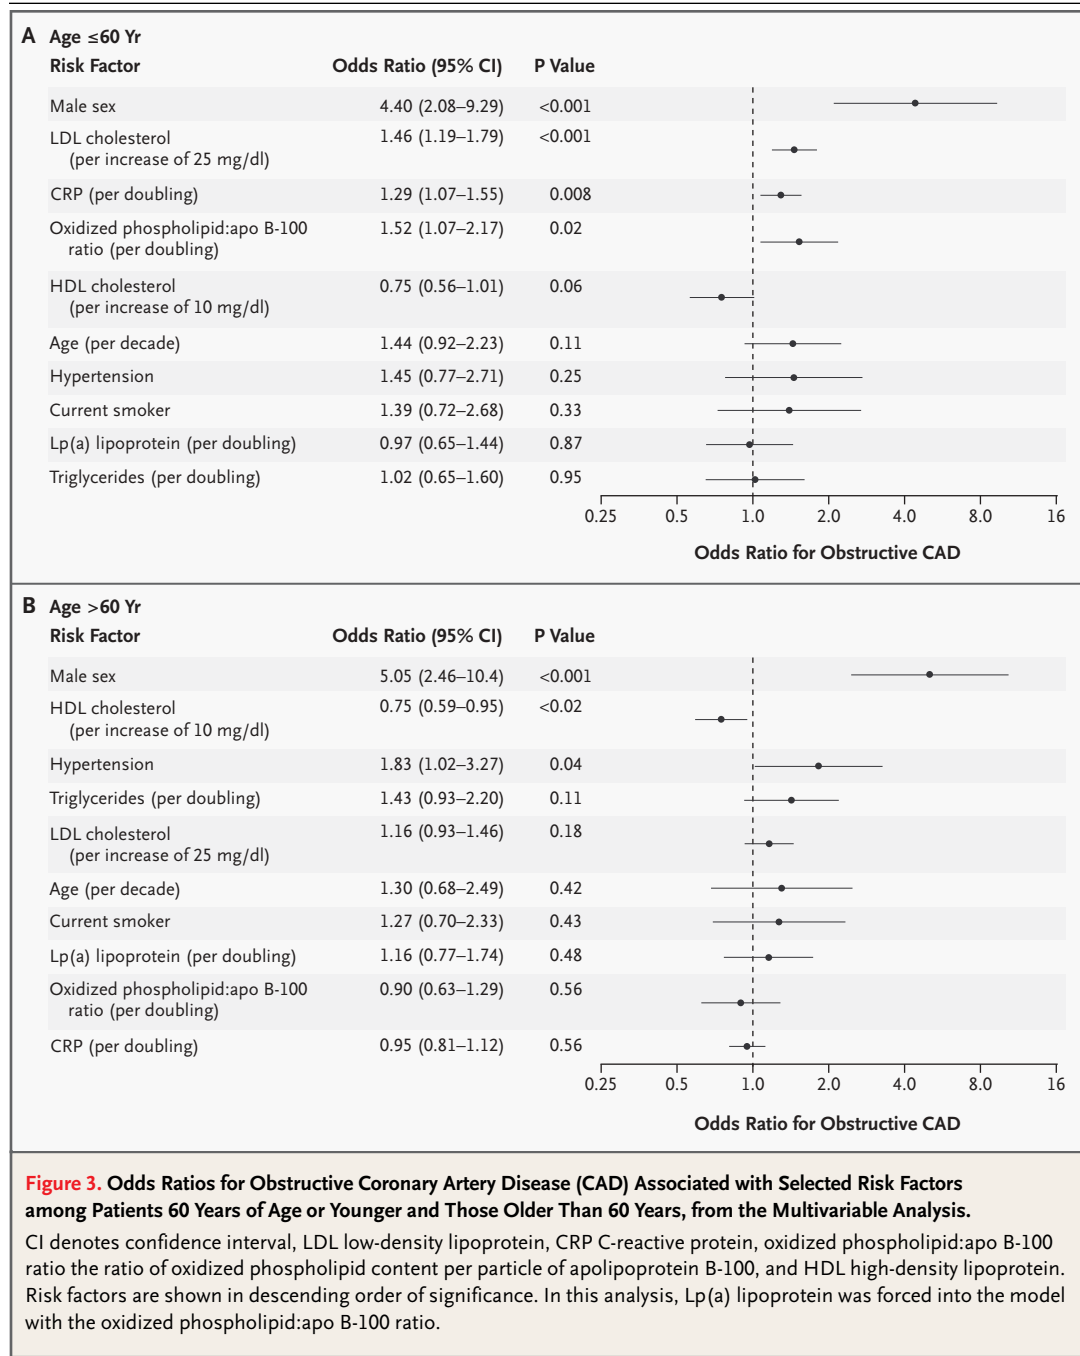 A Age ≤60 Yr
Risk Factor Odds Ratio (95% CI) P Value
Male sex 4.40 (2.08–9.29) <0.001
LDL cholesterol 1.46 (1.19–1.79) <0.001
(per increase of 25 mg/dl)
CRP (per doubling) 1.29 (1.07–1.55) 0.008
Oxidized phospholipid:apo B-100 1.52 (1.07–2.17) 0.02
ratio (per doubling)
HDL cholesterol 0.75 (0.56–1.01) 0.06
(per increase of 10 mg/dl)
Age (per decade) 1.44 (0.92–2.23) 0.11
Hypertension 1.45 (0.77–2.71) 0.25
Current smoker 1.39 (0.72–2.68) 0.33
Lp(a) lipoprotein (per doubling) 0.97 (0.65–1.44) 0.87
Triglycerides (per doubling) 1.02 (0.65–1.60) 0.95
0.25 0.5 1.0 2.0 4.0 8.0 16
Odds Ratio for Obstructive CAD
B Age >60 Yr
Risk Factor Odds Ratio (95% CI) P Value
Male sex 5.05 (2.46–10.4) <0.001
HDL cholesterol 0.75 (0.59–0.95) <0.02
(per increase of 10 mg/dl)
Hypertension 1.83 (1.02–3.27) 0.04
Triglycerides (per doubling) 1.43 (0.93–2.20) 0.11
LDL cholesterol 1.16 (0.93–1.46) 0.18
(per increase of 25 mg/dl)
Age (per decade) 1.30 (0.68–2.49) 0.42
Current smoker 1.27 (0.70–2.33) 0.43
Lp(a) lipoprotein (per doubling) 1.16 (0.77–1.74) 0.48
Oxidized phospholipid:apo B-100 0.90 (0.63–1.29) 0.56
ratio (per doubling)
CRP (per doubling) 0.95 (0.81–1.12) 0.56
0.25 0.5 1.0 2.0 4.0 8.0 16
Odds Ratio for Obstructive CAD
Figure 3. Odds Ratios for Obstructive Coronary Artery Disease (CAD) Associated with Selected Risk Factors
among Patients 60 Years of Age or Younger and Those Older Than 60 Years, from the Multivariable Analysis.
CI denotes confidence interval, LDL low-density lipoprotein, CRP C-reactive protein, oxidized phospholipid:apo B-100
ratio the ratio of oxidized phospholipid content per particle of apolipoprotein B-100, and HDL high-density lipoprotein.
Risk factors are shown in descending order of significance. In this analysis, Lp(a) lipoprotein was forced into the model
with the oxidized phospholipid:apo B-100 ratio.